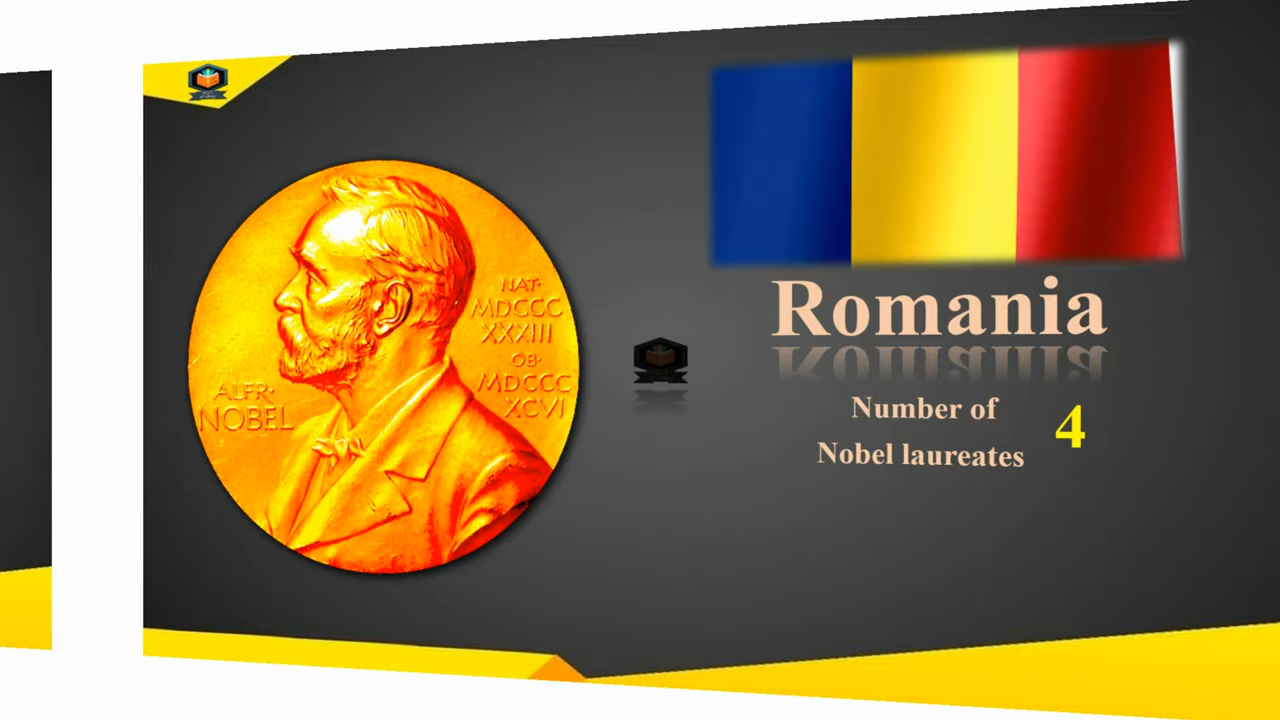 NAT·
MDCCC
XXXIII
OB·
MDCCC
XCVI
ALFR·
NOBEL
Romania
Number of
Nobel laureates
4